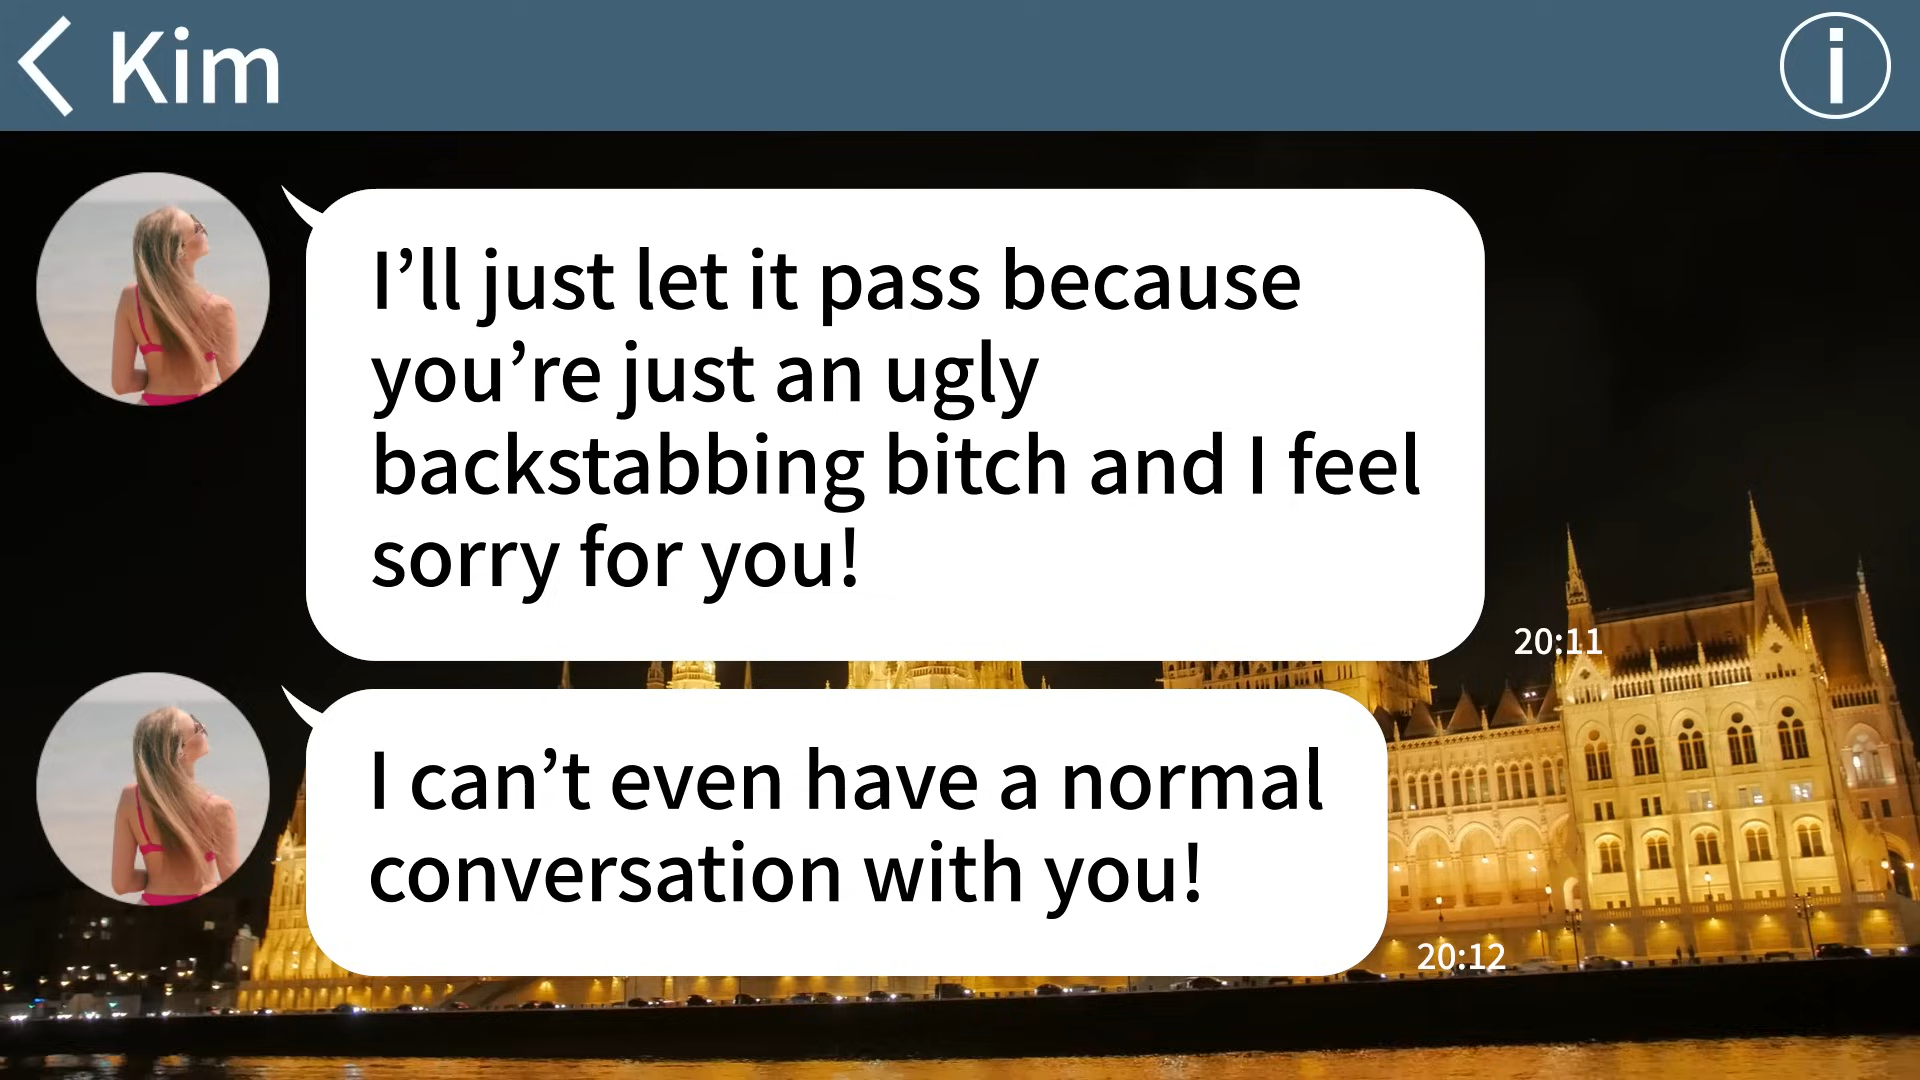 Kim
i
I’ll just let it pass because
you’re just an ugly
backstabbing bitch and I feel
sorry for you!
20:11
I can’t even have a normal
conversation with you!
20:12